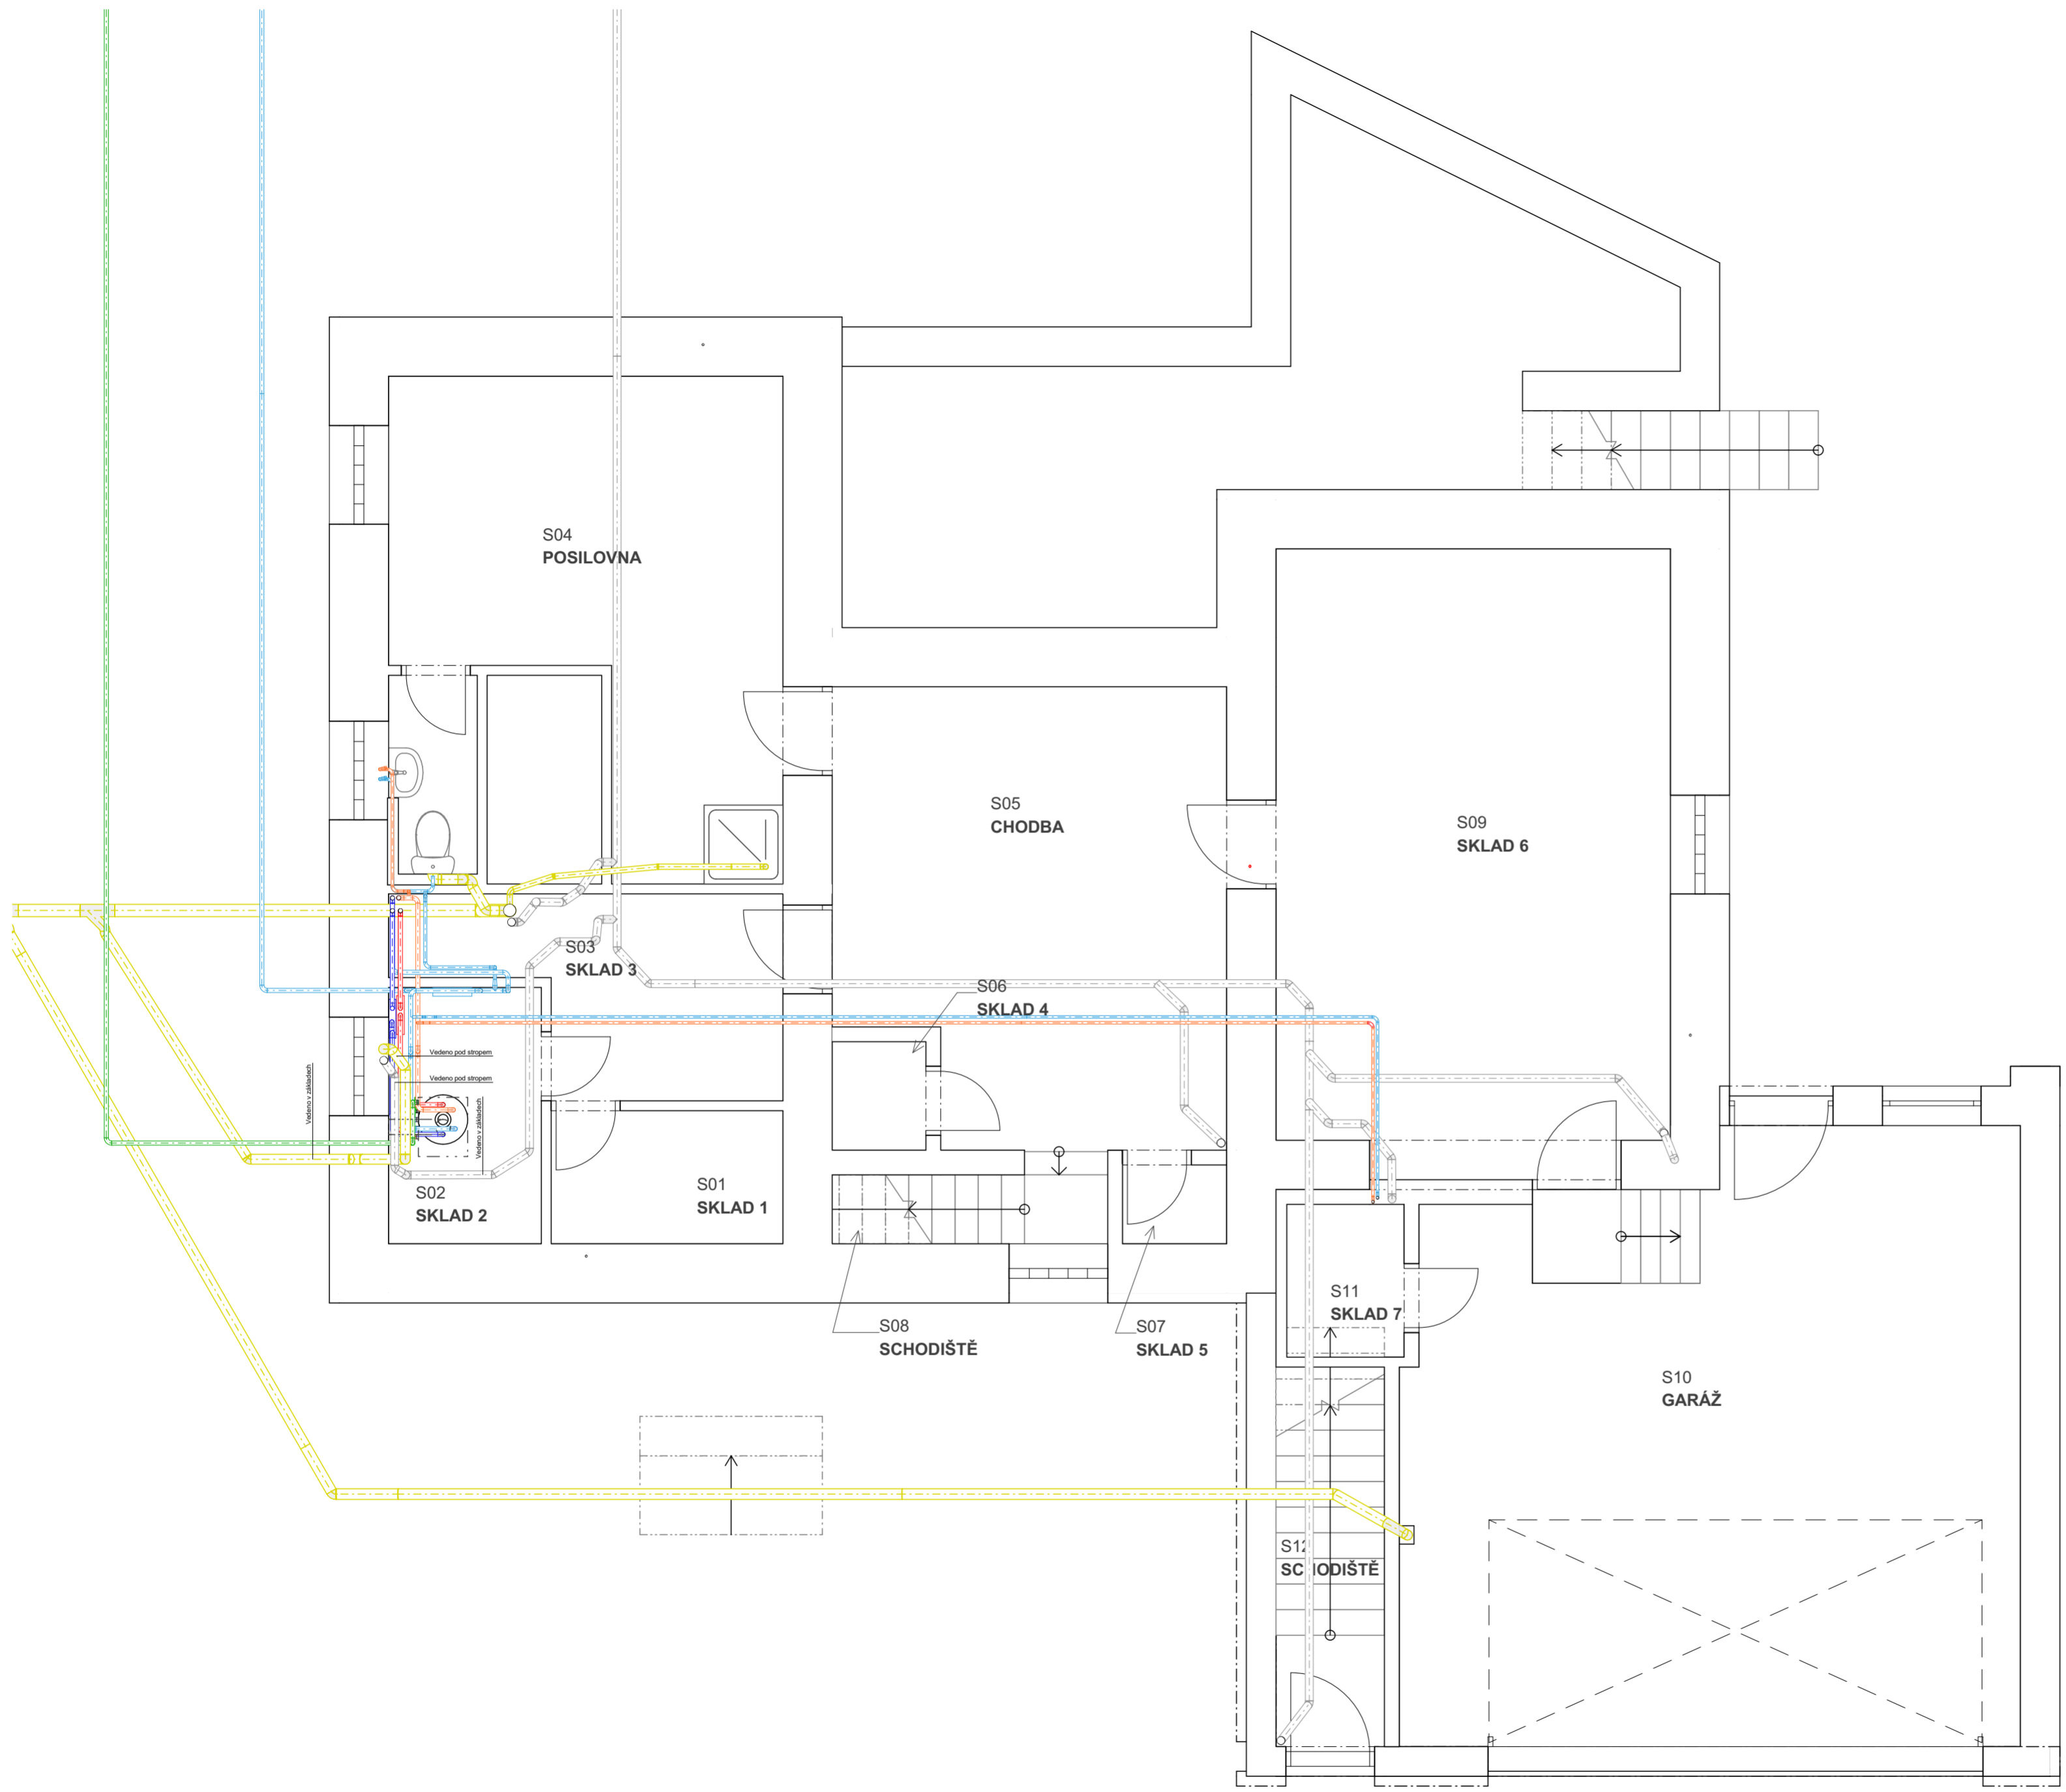 S04
POSILOVNA
S05
CHODBA
S09
SKLAD 6
S03
SKLAD 3
S06
SKLAD 4
Vedeno pod stropem
Vedeno pod stropem
Vedeno v základech
Vedeno v základech
S02
SKLAD 2
S01
SKLAD 1
S08
SCHODIŠTĚ
S07
SKLAD 5
S11
SKLAD 7
S10
GARÁŽ
S12
SCHODIŠTĚ